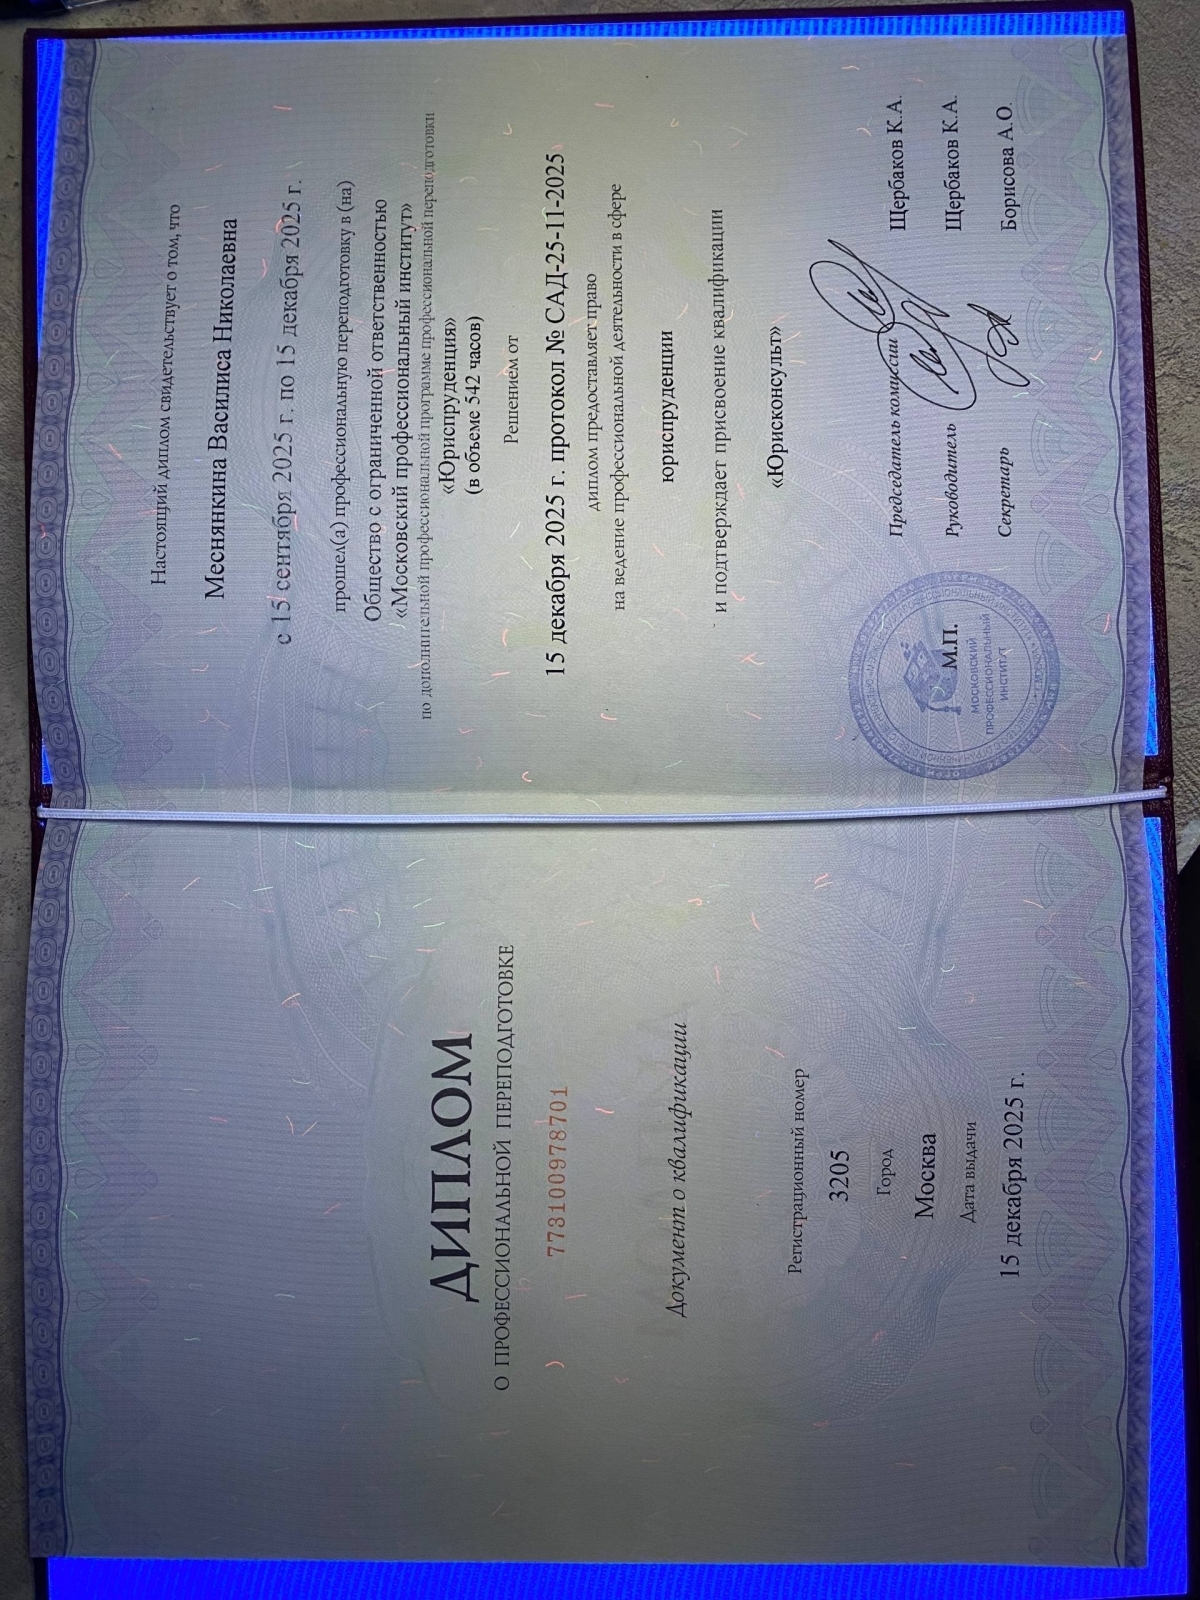 ДИПЛОМ
О ПРОФЕССИОНАЛЬНОЙ ПЕРЕПОДГОТОВКЕ
773100978701
Документ о квалификации
Регистрационный номер
3205
Город
Москва
Дата выдачи
15 декабря 2025 г.
Настоящий диплом свидетельствует о том, что
Меснянкина Василиса Николаевна
с 15 сентября 2025 г. по 15 декабря 2025 г.
прошел(а) профессиональную переподготовку в (на)
Общество с ограниченной ответственностью
«Московский профессиональный институт»
по дополнительной профессиональной программе профессиональной переподготовки
«Юриспруденция»
(в объеме 542 часов)
Решением от
15 декабря 2025 г. протокол № САД-25-11-2025
диплом предоставляет право
на ведение профессиональной деятельности в сфере
юриспруденции
и подтверждает присвоение квалификации
«Юрисконсульт»
Председатель комиссии Щербаков К.А.
Руководитель Щербаков К.А.
Секретарь Борисова А.О.
М.П.
МОСКОВСКИЙ
ПРОФЕССИОНАЛЬНЫЙ
ИНСТИТУТ